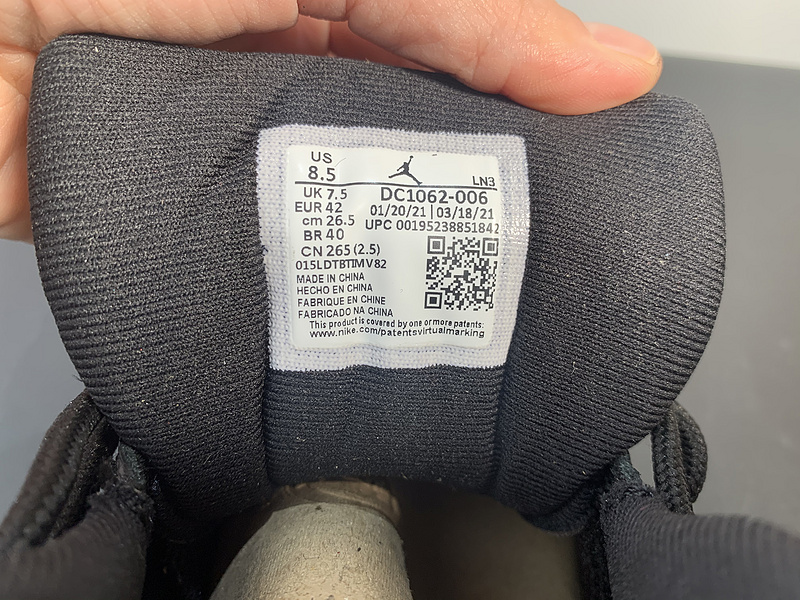 US
8.5
LN3
UK 7.5
DC1062-006
EUR 42
01/20/21 | 03/18/21
cm 26.5
UPC 00195238851842
BR 40
CN 265 (2.5)
015LDTBTIMV82
MADE IN CHINA
HECHO EN CHINA
FABRIQUE EN CHINE
FABRICADO NA CHINA
This product is covered by one or more patents:
www.nike.com/patentsvirtualmarking